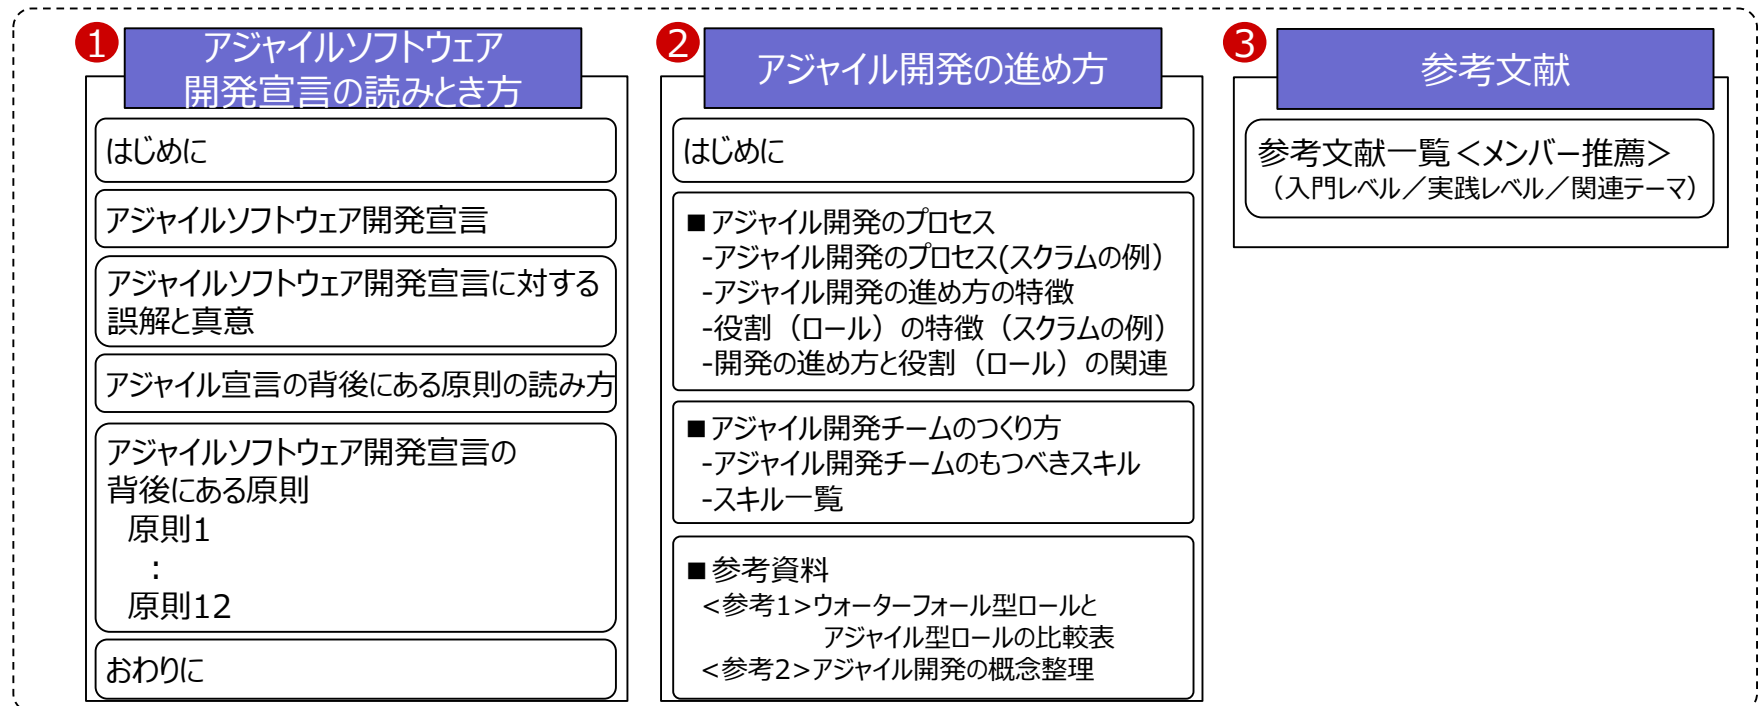 ❶
アジャイルソフトウェア
開発宣言の読みとき方
はじめに
アジャイルソフトウェア開発宣言
アジャイルソフトウェア開発宣言に対する
誤解と真意
アジャイル宣言の背後にある原則の読み方
アジャイルソフトウェア開発宣言の
背後にある原則
原則1
：
原則12
おわりに
❷
アジャイル開発の進め方
はじめに
■アジャイル開発のプロセス
-アジャイル開発のプロセス(スクラムの例）
-アジャイル開発の進め方の特徴
-役割（ロール）の特徴（スクラムの例）
-開発の進め方と役割（ロール）の関連
■アジャイル開発チームのつくり方
-アジャイル開発チームのもつべきスキル
-スキル一覧
■参考資料
<参考1>ウォーターフォール型ロールと
アジャイル型ロールの比較表
<参考2>アジャイル開発の概念整理
❸
参考文献
参考文献一覧＜メンバー推薦＞
（入門レベル／実践レベル／関連テーマ）